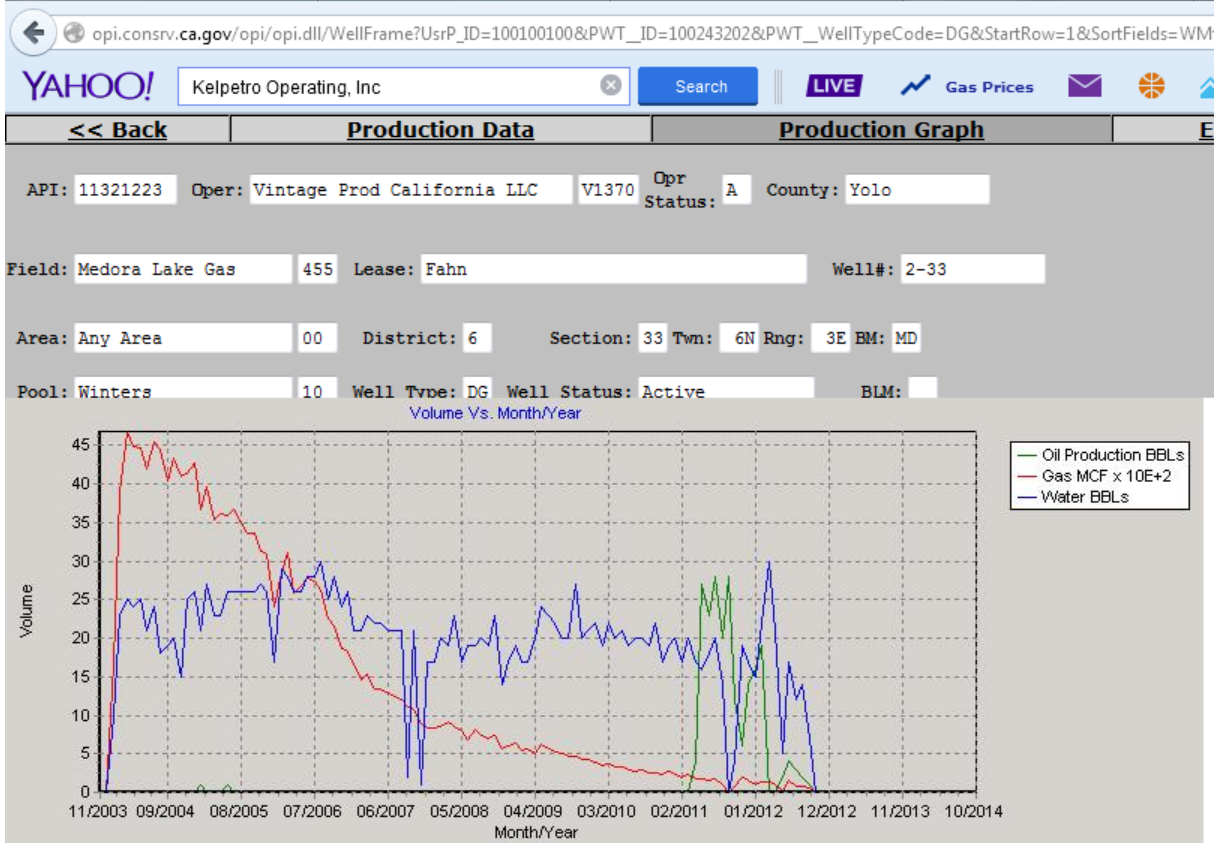 opi.consrv.ca.gov/opi/opi.dll/WellFrame?UsrP_ID=100100100&PWT__ID=100243202&PWT__WellTypeCode=DG&StartRow=1&SortFields=WM
YAHOO! Kelpetro Operating, Inc Search LIVE Gas Prices
<< Back Production Data Production Graph E
API: 11321223 Oper: Vintage Prod California LLC V1370 Opr Status: A County: Yolo
Field: Medora Lake Gas 455 Lease: Fahn Well#: 2-33
Area: Any Area 00 District: 6 Section: 33 Twn: 6N Rng: 3E BM: MD
Pool: Winters 10 Well Type: DG Well Status: Active BLM:
Volume Vs. Month/Year
Oil Production BBLs
Gas MCF x 10E+2
Water BBLs
45
40
35
30
25
20
15
10
5
0
Volume
11/2003 09/2004 08/2005 07/2006 06/2007 05/2008 04/2009 03/2010 02/2011 01/2012 12/2012 11/2013 10/2014
Month/Year